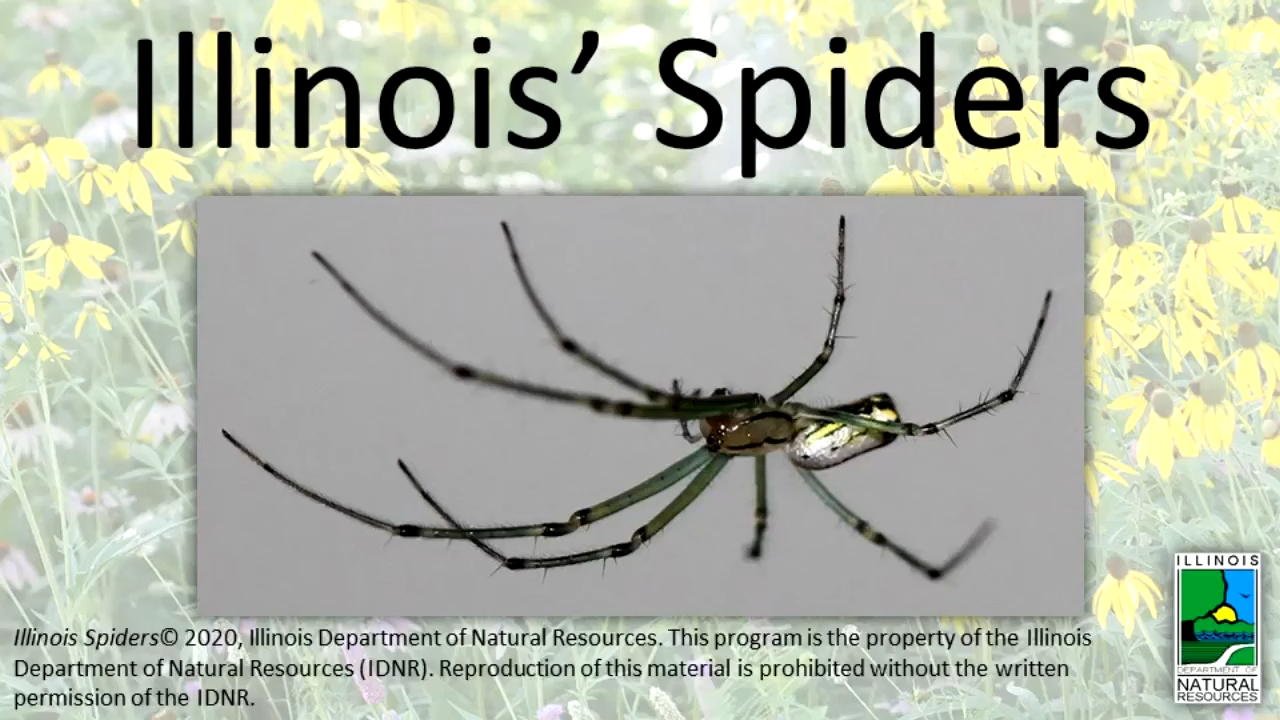 Illinois’ Spiders
Illinois Spiders© 2020, Illinois Department of Natural Resources. This program is the property of the Illinois
Department of Natural Resources (IDNR). Reproduction of this material is prohibited without the written
permission of the IDNR.
ILLINOIS
DEPARTMENT OF
NATURAL
RESOURCES